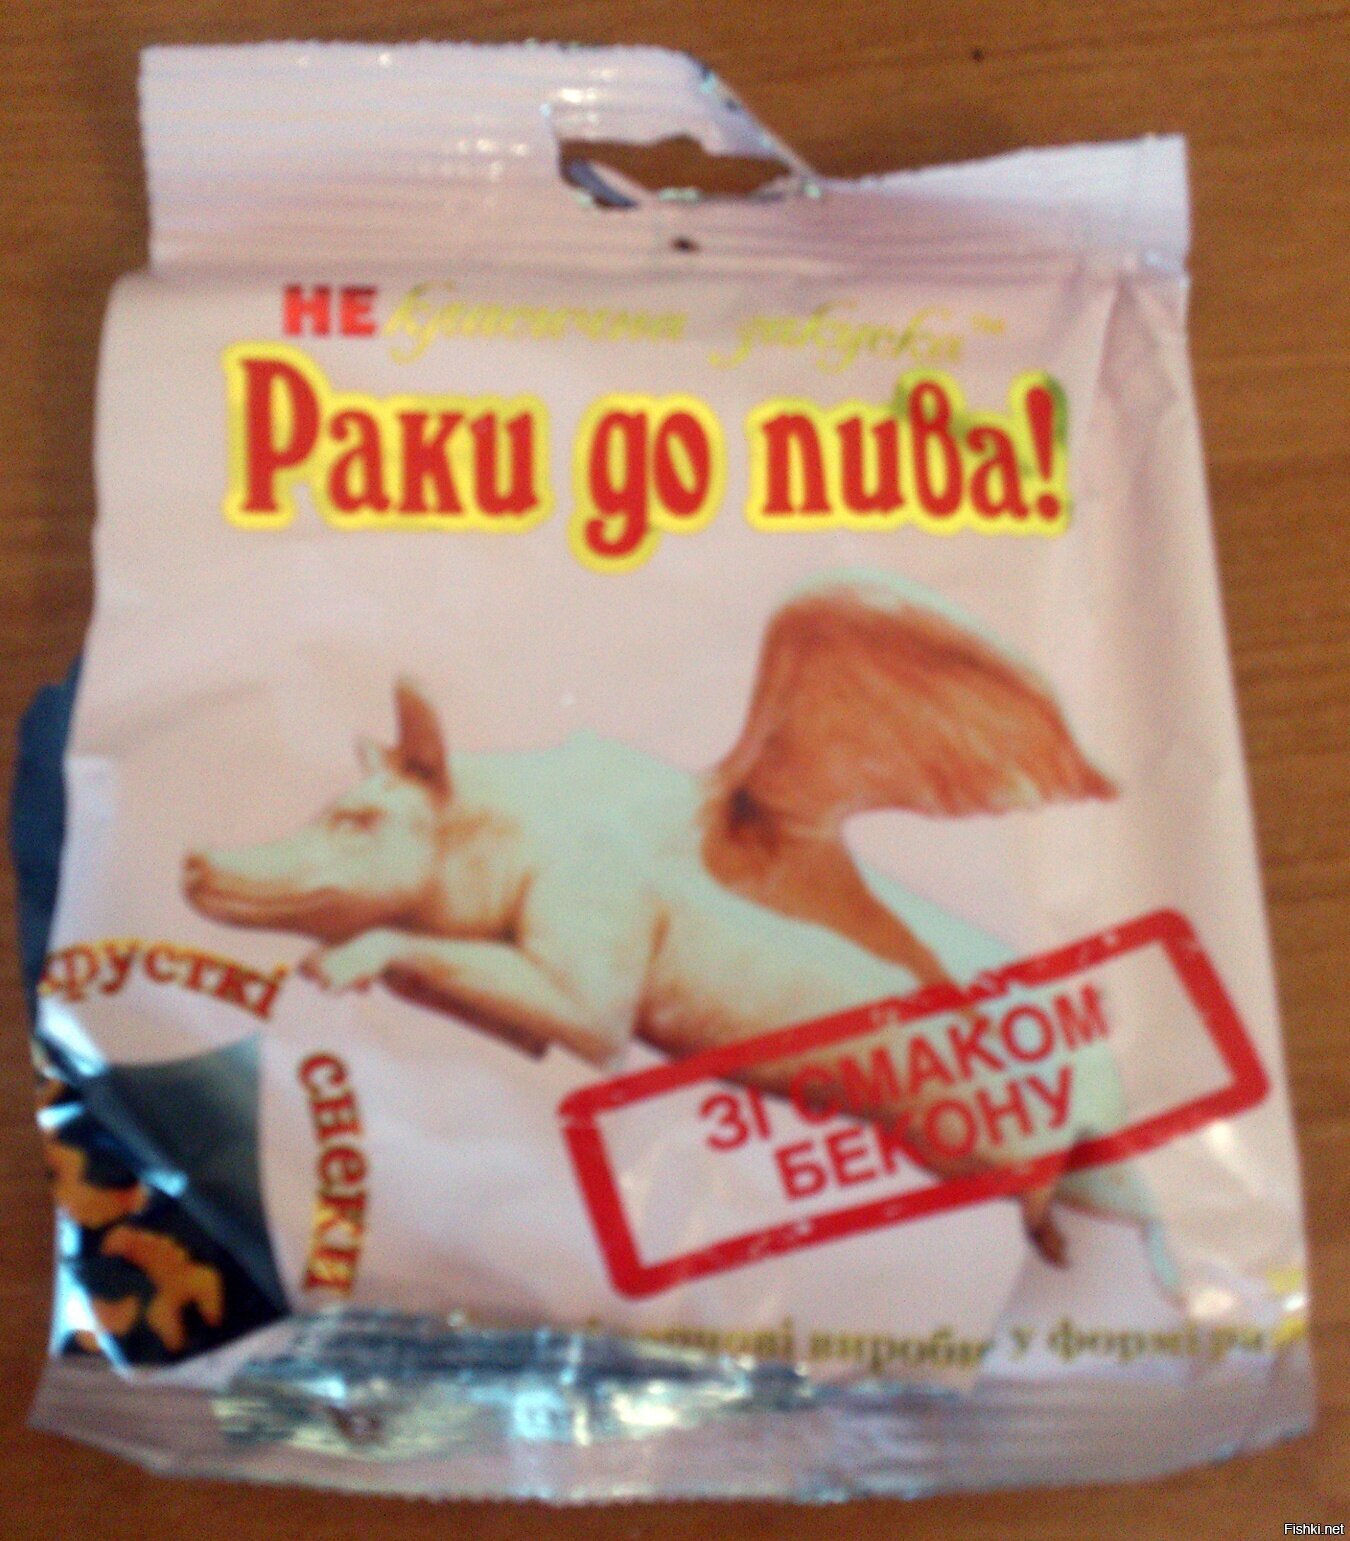 НЕкласична закуска™
Раки до пива!
хрусткі
снеки
ЗІ СМАКОМ
БЕКОНУ
вироби у формі
Fishki.net